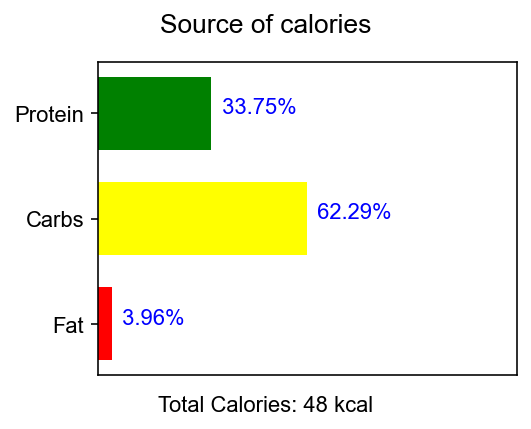 Source of calories
Protein 33.75%
Carbs 62.29%
Fat 3.96%
Total Calories: 48 kcal